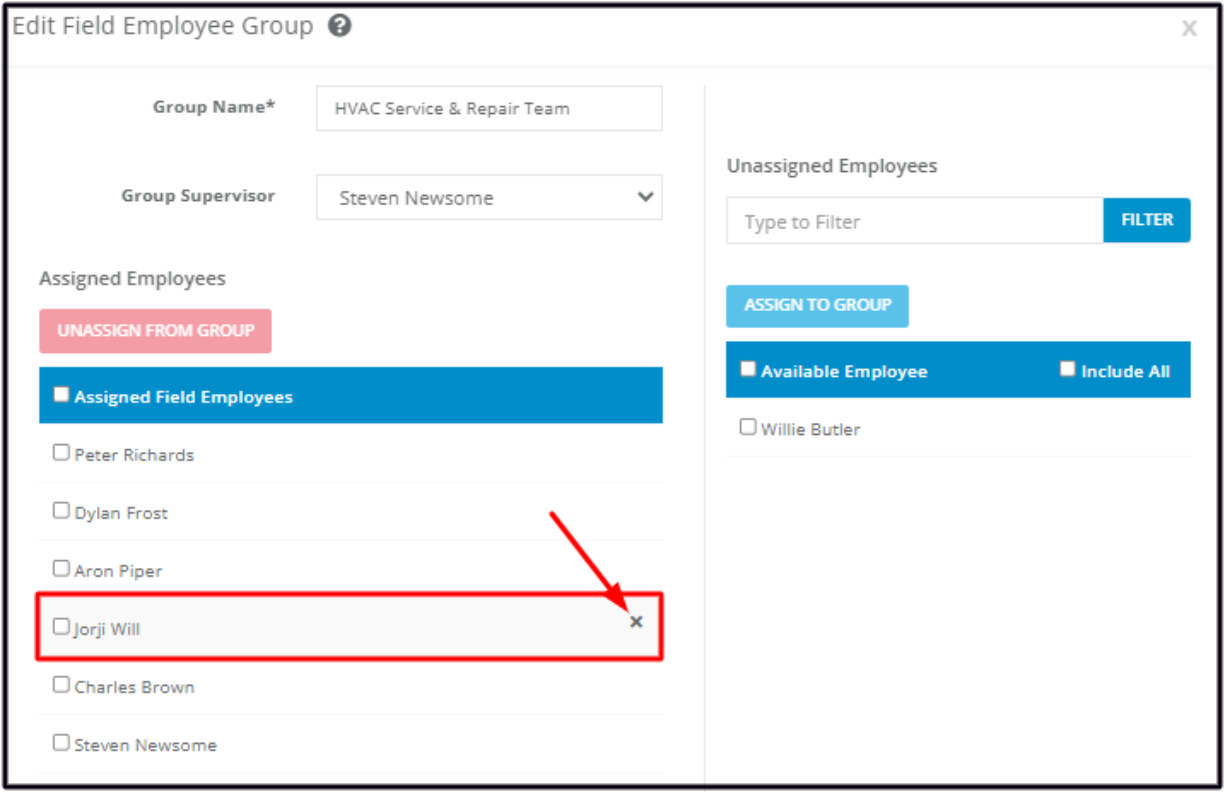 Edit Field Employee Group ?
X
Group Name* HVAC Service & Repair Team
Group Supervisor Steven Newsome
Assigned Employees
UNASSIGN FROM GROUP
Assigned Field Employees
Peter Richards
Dylan Frost
Aron Piper
Jorji Will
Charles Brown
Steven Newsome
Unassigned Employees
Type to Filter FILTER
ASSIGN TO GROUP
Available Employee Include All
Willie Butler